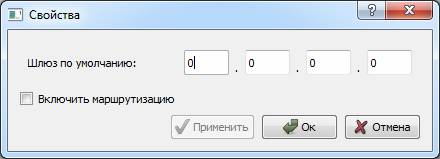 Свойства
Шлюз по умолчанию: 0 . 0 . 0 . 0
Включить маршрутизацию
Применить Ок Отмена